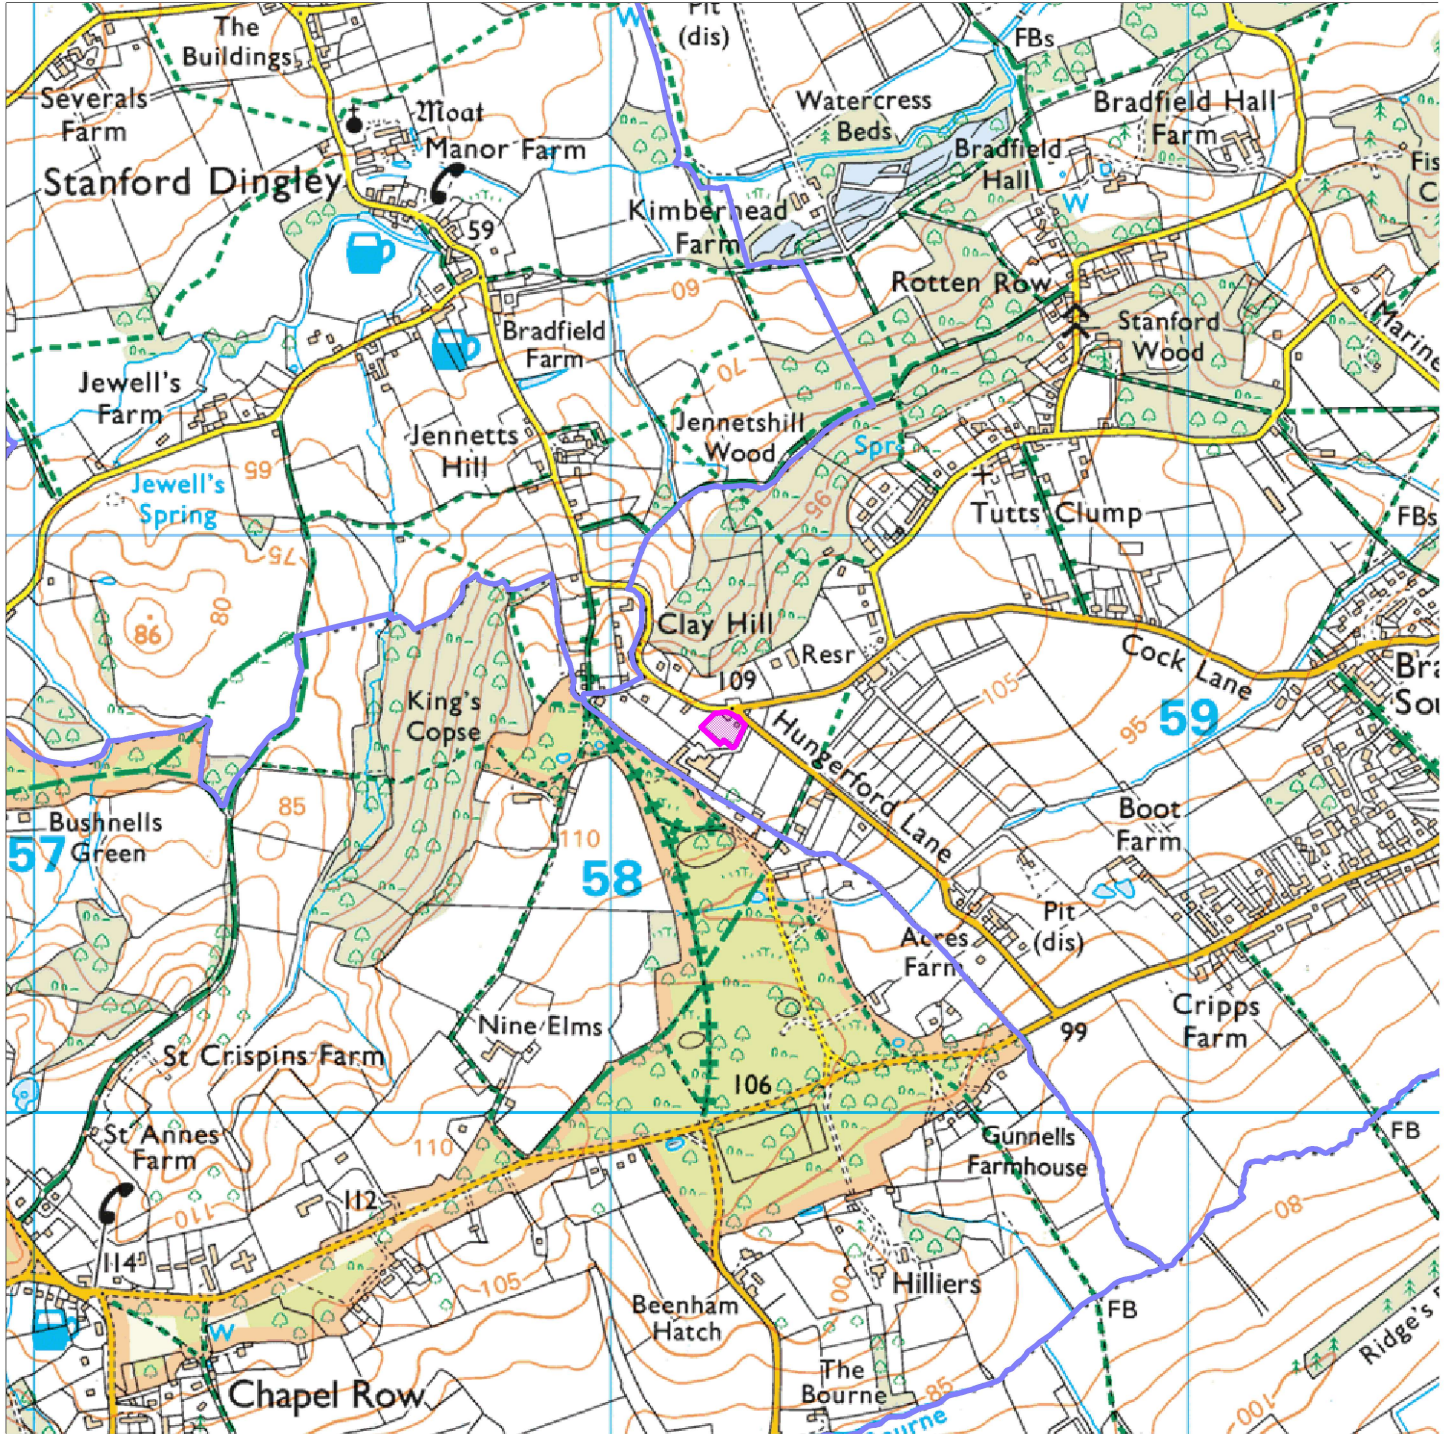 The
Buildings
W
Pit
(dis)
FBs
Severals
Farm
Moat
Watercress
Beds
Bradfield Hall
Farm
Manor Farm
Bradfield
Hall
Stanford Dingley
W
Kimberhead
Farm
59
Rotten Row
60
Stanford
Wood
Bradfield
Farm
Jewell's
Farm
70
Jennetts
Hill
Jennetshill
Wood
Spr
65
Jewell's
Spring
95
Tutts Clump
FBs
75
80
86
Clay Hill
Resr
Cock Lane
109
King's
Copse
105
95
59
Hungerford Lane
85
Bushnells
Green
57
110
58
Boot
Farm
Acres
Farm
Pit
(dis)
Cripps
Farm
99
Nine Elms
St Crispins Farm
106
St Annes
Farm
110
Gunnells
Farmhouse
FB
112
110
80
114
105
100
Hilliers
Beenham
Hatch
FB
W
The
Bourne
85
Chapel Row
100